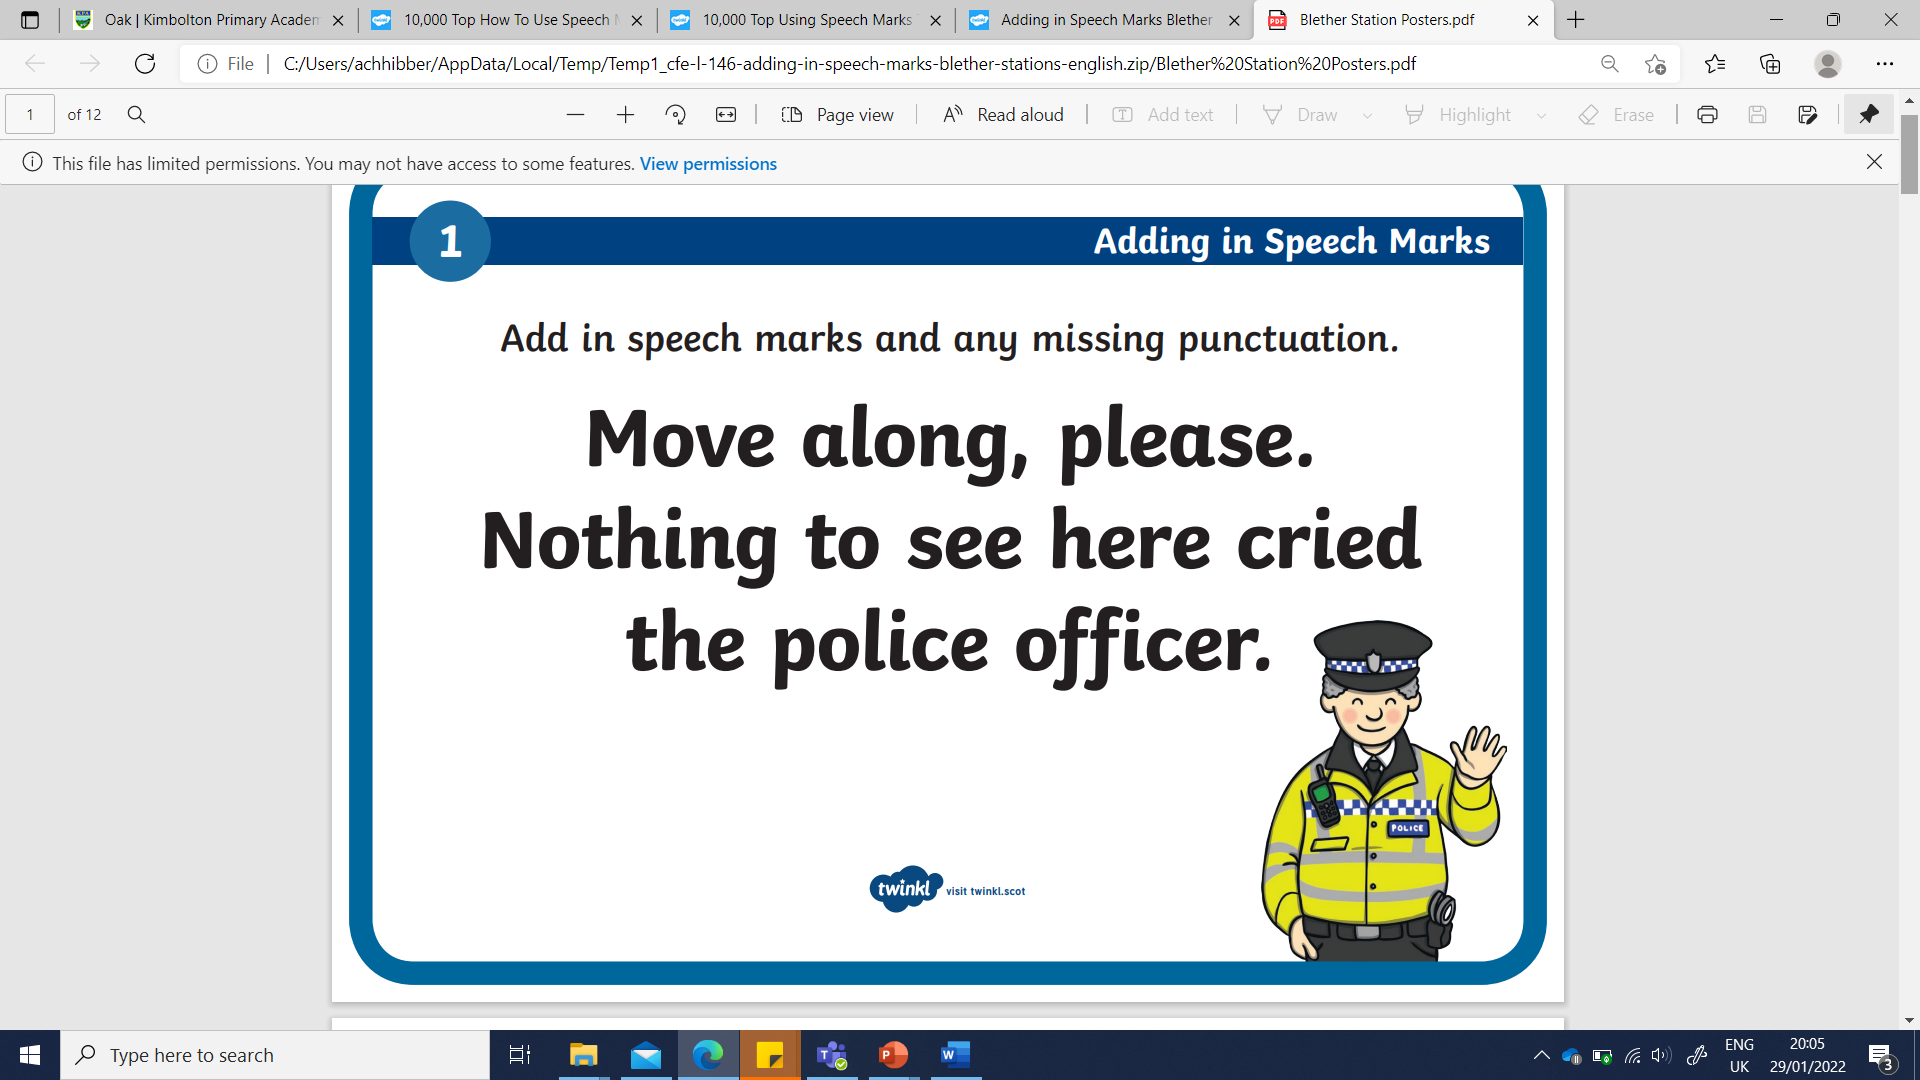 Oak | Kimbolton Primary Academ
10,000 Top How To Use Speech M
10,000 Top Using Speech Marks
Adding in Speech Marks Blether
Blether Station Posters.pdf
File
C:/Users/achhibber/AppData/Local/Temp/Temp1_cfe-l-146-adding-in-speech-marks-blether-stations-english.zip/Blether%20Station%20Posters.pdf
1 of 12
Page view
Read aloud
Add text
Draw
Highlight
Erase
This file has limited permissions. You may not have access to some features. View permissions
1
Adding in Speech Marks
Add in speech marks and any missing punctuation.
Move along, please.
Nothing to see here cried
the police officer.
POLICE
twinkl visit twinkl.scot
Type here to search
ENG
UK
20:05
29/01/2022
3